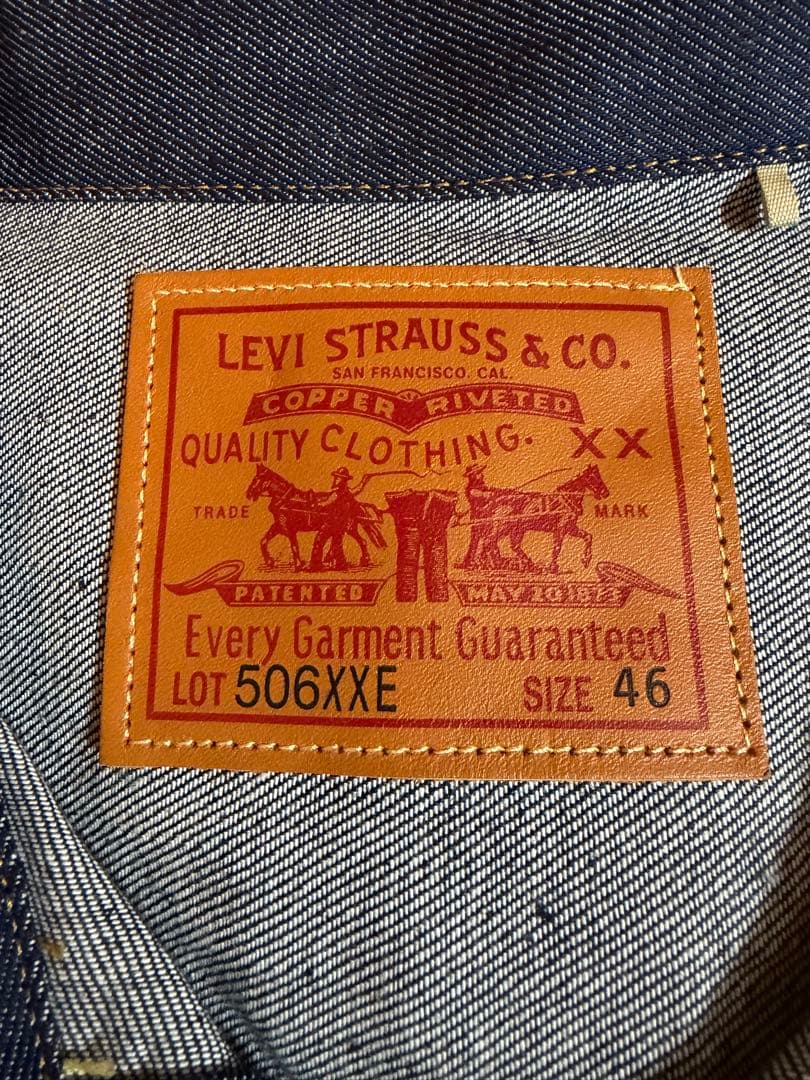 LEVI STRAUSS & CO.
SAN FRANCISCO. CAL.
COPPER RIVETED
QUALITY CLOTHING. XX
TRADE MARK
PATENTED MAY 20 1873
Every Garment Guaranteed
LOT 506XXE SIZE 46